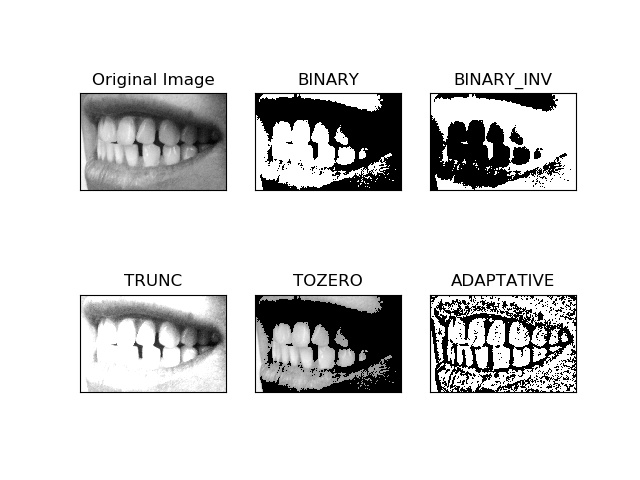 Original Image
BINARY
BINARY_INV
TRUNC
TOZERO
ADAPTATIVE